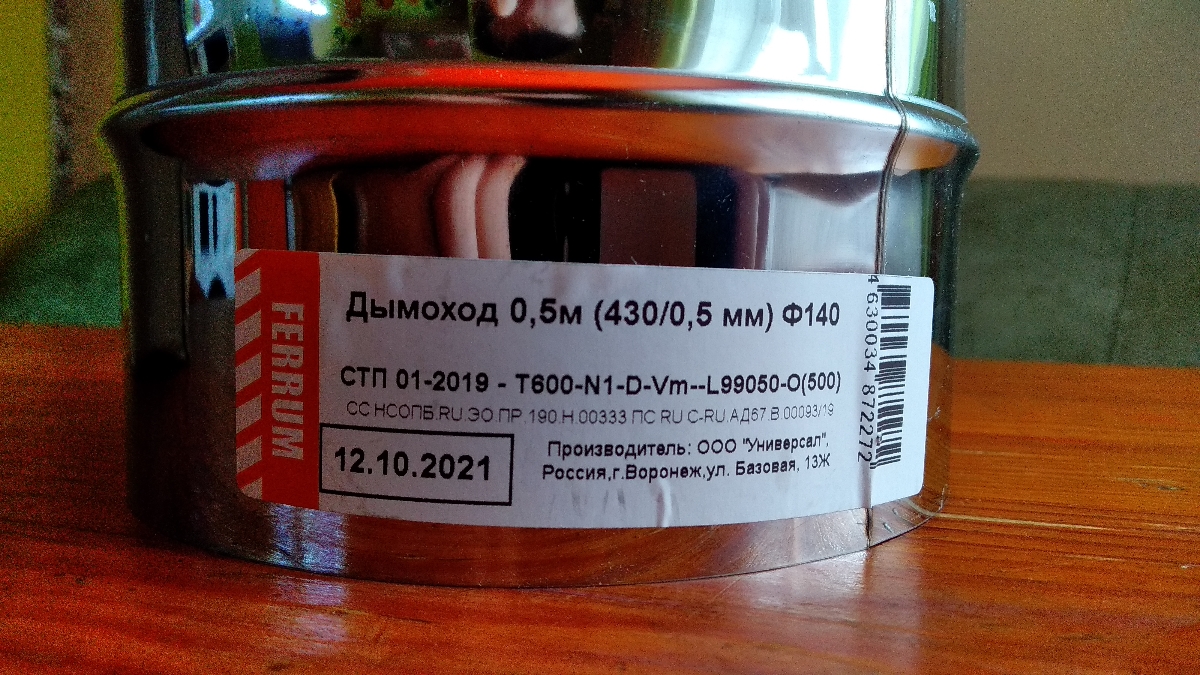 FERRUM
Дымоход 0,5м (430/0,5 мм) Ф140
СТП 01-2019 - Т600-N1-D-Vm--L99050-O(500)
СС НСОПБ.RU.ЭО.ПР.190.Н.00333 ПС RU C-RU.АД67.В.00093/19
12.10.2021
Производитель: ООО "Универсал",
Россия,г.Воронеж,ул. Базовая, 13Ж
4 630034 872272